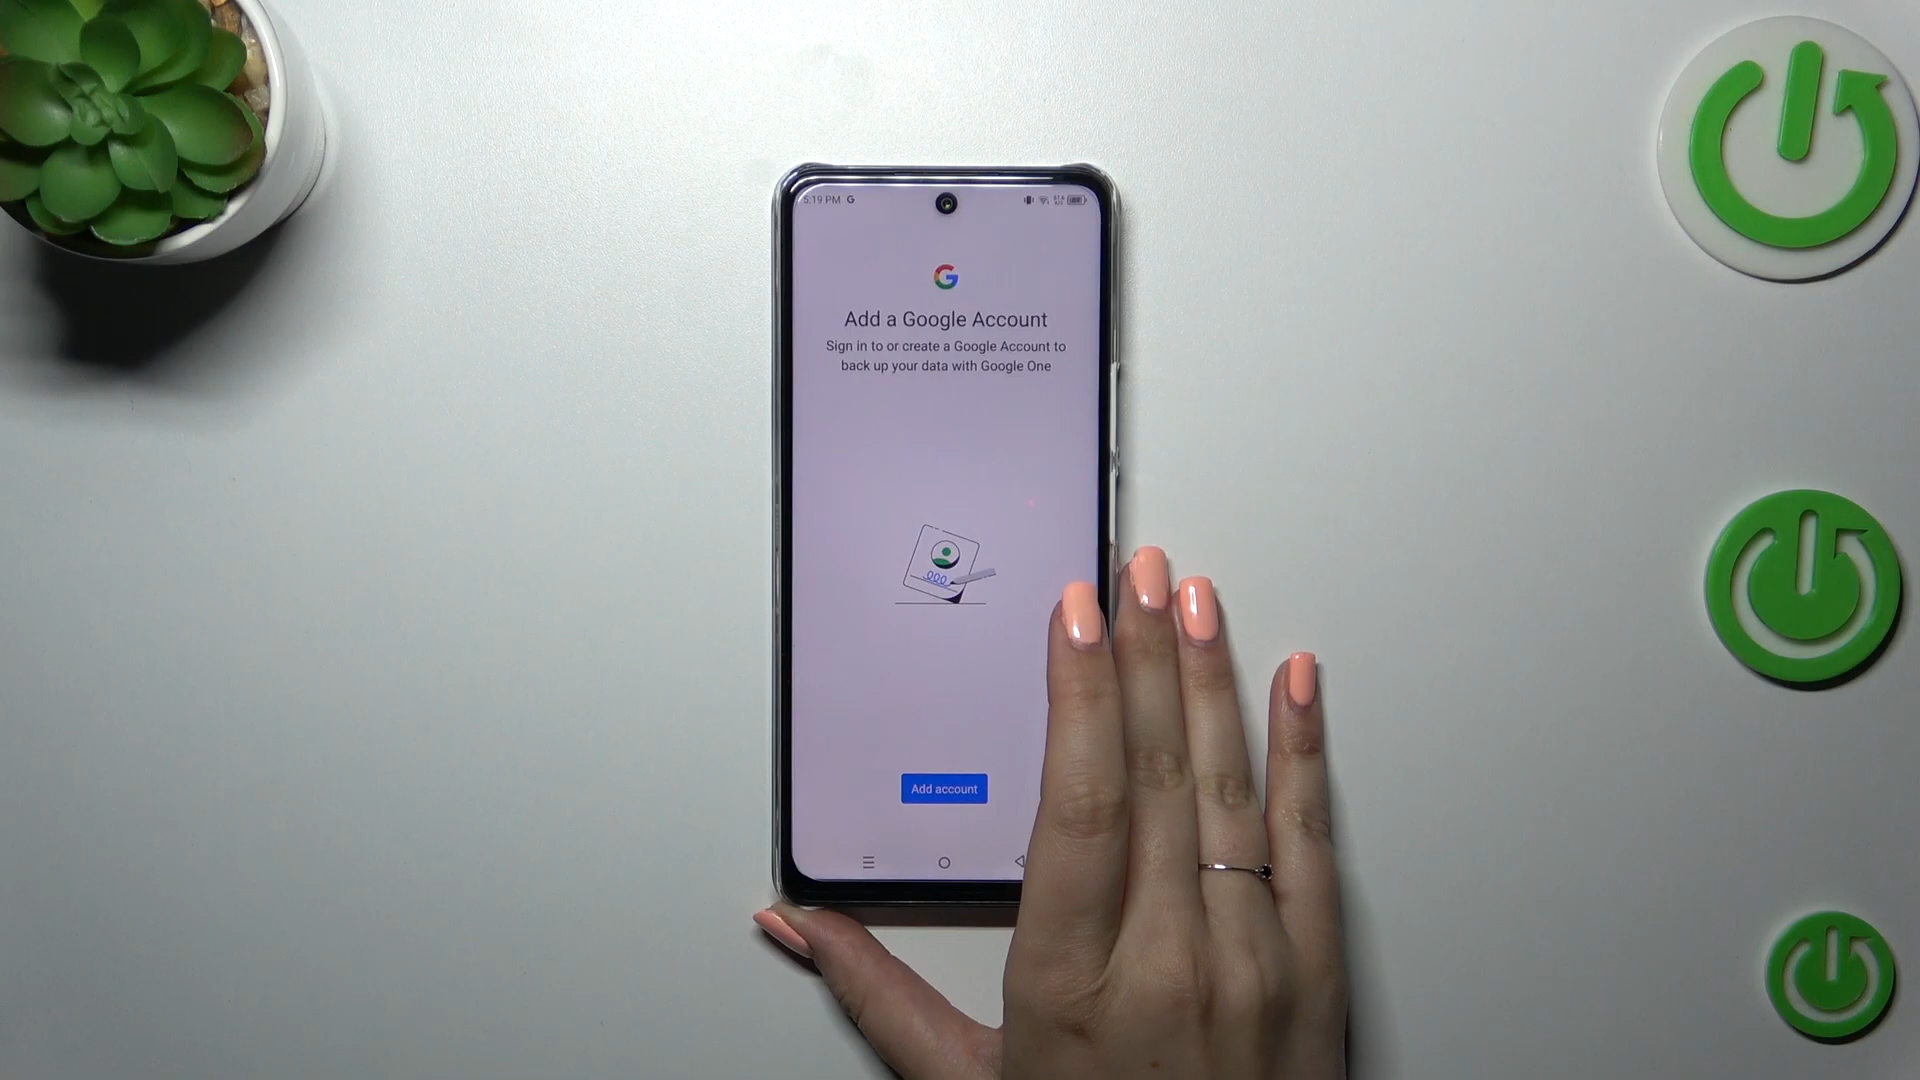 5:19 PM G
Add a Google Account
Sign in to or create a Google Account to
back up your data with Google One
Add account